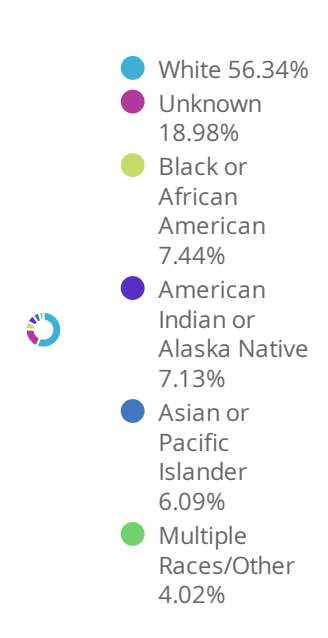 White 56.34%
Unknown
18.98%
Black or
African
American
7.44%
American
Indian or
Alaska Native
7.13%
Asian or
Pacific
Islander
6.09%
Multiple
Races/Other
4.02%